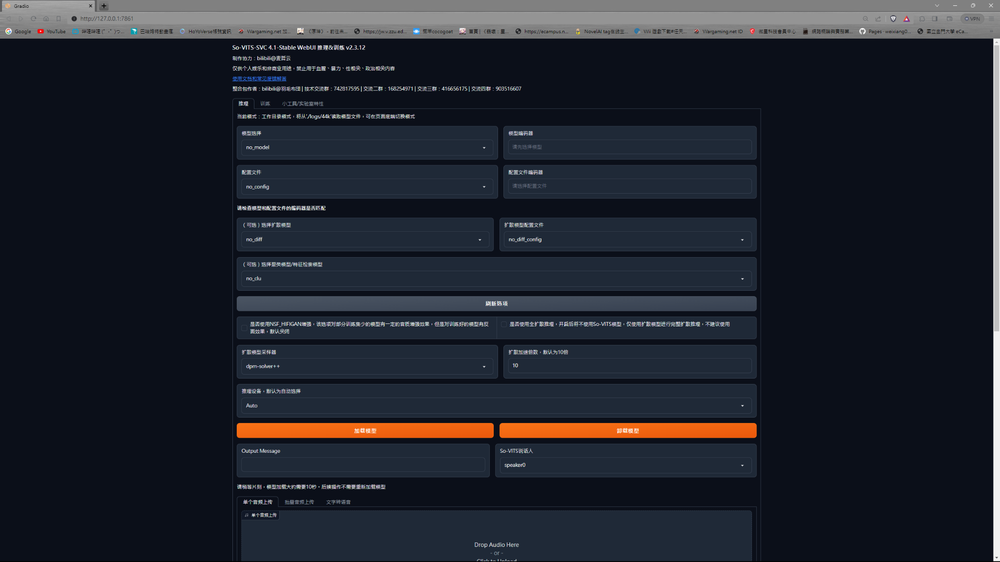 Gradio
http://127.0.0.1:7861
VPN
Google
YouTube
嗶哩嗶哩 (゜-゜)つ...
巴哈姆特動畫瘋
HoYoVerse帳號資訊
Wargaming.net 加...
《原神》 - 前往未...
https://jw.v.zzu.ed...
椰羊cocogoat
首頁 | 《崩壞：星...
https://ecampus.n...
NovelAI tag在线生...
Wii 遊戲下載#任天...
Wargaming.net ID
微星科技會員中心
網路概論與實務業...
Pages · weixiang0...
國立金門大學 eCa...
So-VITS-SVC 4.1-Stable WebUI 推理&训练 v2.3.12
制作协力：bilibili@麦哲云
仅供个人娱乐和非商业用途，禁止用于血腥、暴力、性相关、政治相关内容
使用文档和常见报错解答
整合包作者：bilibili@羽毛布団 | 技术交流群：742817595 | 交流二群：168254971 | 交流三群：416656175 | 交流四群：903516607
推理
训练
小工具/实验室特性
当前模式：工作目录模式，将从'./logs/44k'读取模型文件，可在页面底端切换模式
模型选择
no_model
模型编码器
请先选择模型
配置文件
no_config
配置文件编码器
请选择配置文件
请检查模型和配置文件的编码器是否匹配
（可选）选择扩散模型
no_diff
扩散模型配置文件
no_diff_config
（可选）选择聚类模型/特征检索模型
no_clu
刷新选项
是否使用NSF_HIFIGAN增强，该选项对部分训练集少的模型有一定的音质增强效果，但是对训练好的模型有反
面效果，默认关闭
是否使用全扩散推理，开启后将不使用So-VITS模型，仅使用扩散模型进行完整扩散推理，不建议使用
扩散模型采样器
dpm-solver++
扩散加速倍数，默认为10倍
10
推理设备，默认为自动选择
Auto
加载模型
卸载模型
Output Message
So-VITS说话人
speaker0
请稍等片刻，模型加载大约需要10秒。后续操作不需要重新加载模型
单个音频上传
批量音频上传
文字转语音
单个音频上传
Drop Audio Here
- or -
Click to Upload